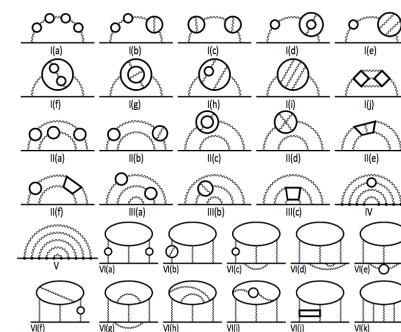 I(a) I(b) I(c) I(d) I(e)
I(f) I(g) I(h) I(i) I(j)
II(a) II(b) II(c) II(d) II(e)
II(f) III(a) III(b) III(c) IV
V VI(a) VI(b) VI(c) VI(d) VI(e)
VI(f) VI(g) VI(h) VI(i) VI(j) VI(k)